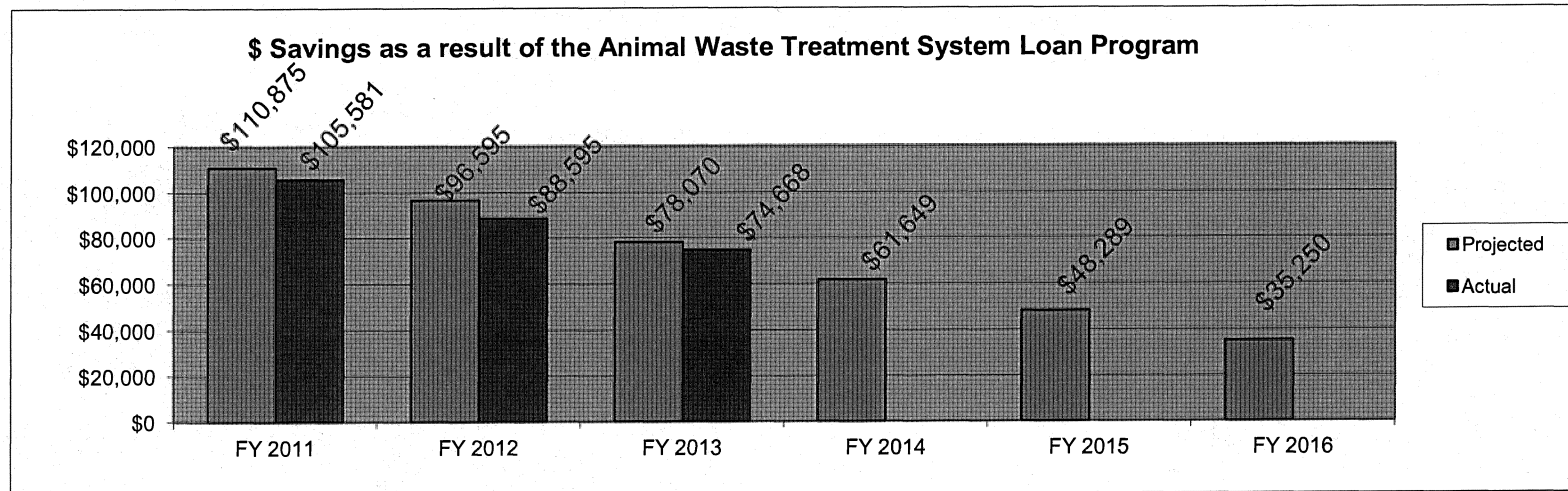 $ Savings as a result of the Animal Waste Treatment System Loan Program
$110,875
$105,581
$96,595
$88,595
$78,070
$74,668
$61,649
$48,289
$35,250
$120,000
$100,000
$80,000
$60,000
$40,000
$20,000
$0
FY 2011
FY 2012
FY 2013
FY 2014
FY 2015
FY 2016
Projected
Actual